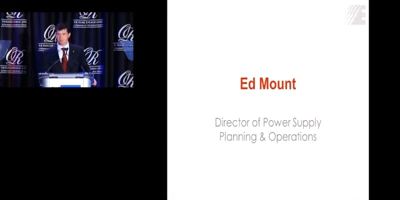 Ed Mount
Director of Power Supply
Planning & Operations